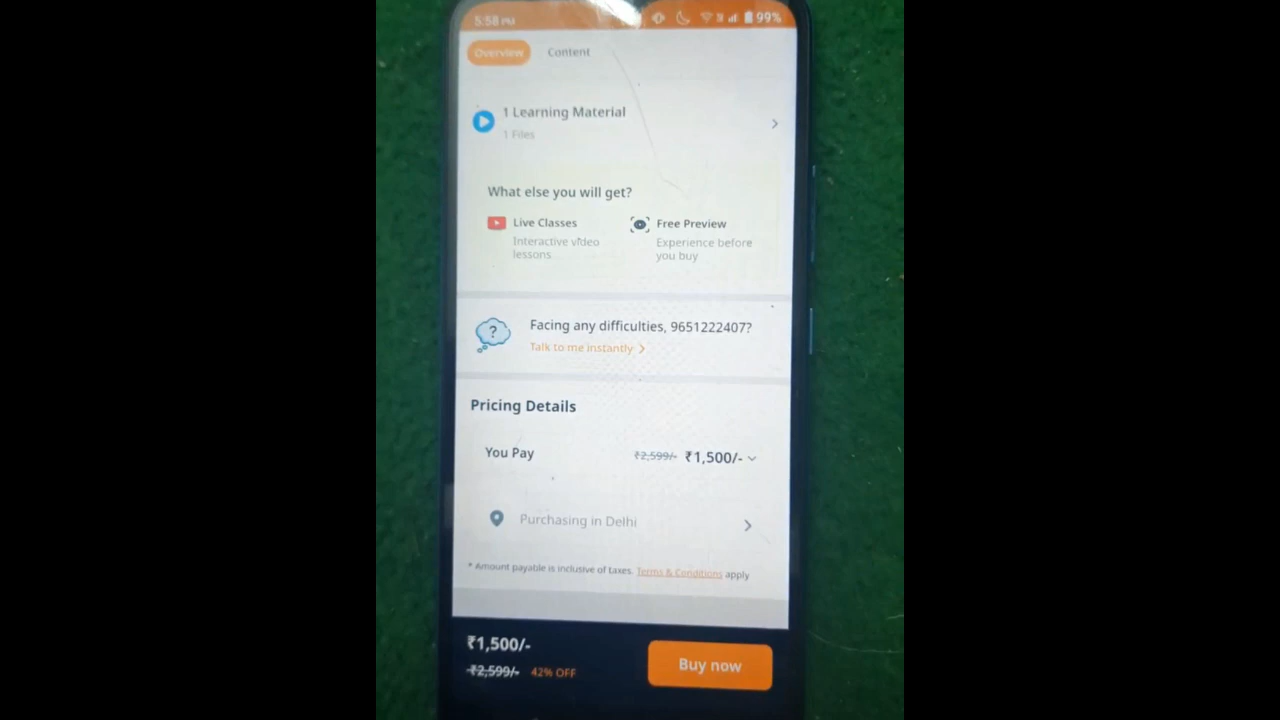 5:58 PM
99%
Overview Content
1 Learning Material
1 Files
What else you will get?
Live Classes
Interactive video
lessons
Free Preview
Experience before
you buy
Facing any difficulties, 9651222407?
Talk to me instantly
Pricing Details
You Pay ₹2,599/- ₹1,500/-
Purchasing in Delhi
* Amount payable is inclusive of taxes. Terms & Conditions apply
₹1,500/-
₹2,599/- 42% OFF
Buy now